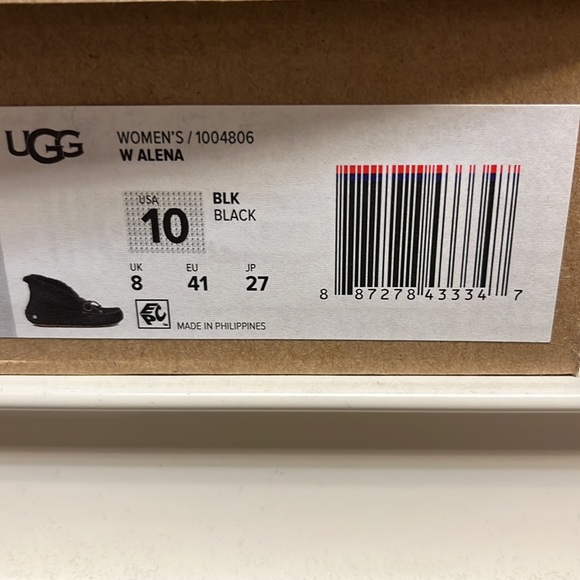 UGG
WOMEN'S / 1004806
W ALENA
USA
10
BLK
BLACK
UK EU JP
8 41 27
EPC
MADE IN PHILIPPINES
8 87278 43334 7